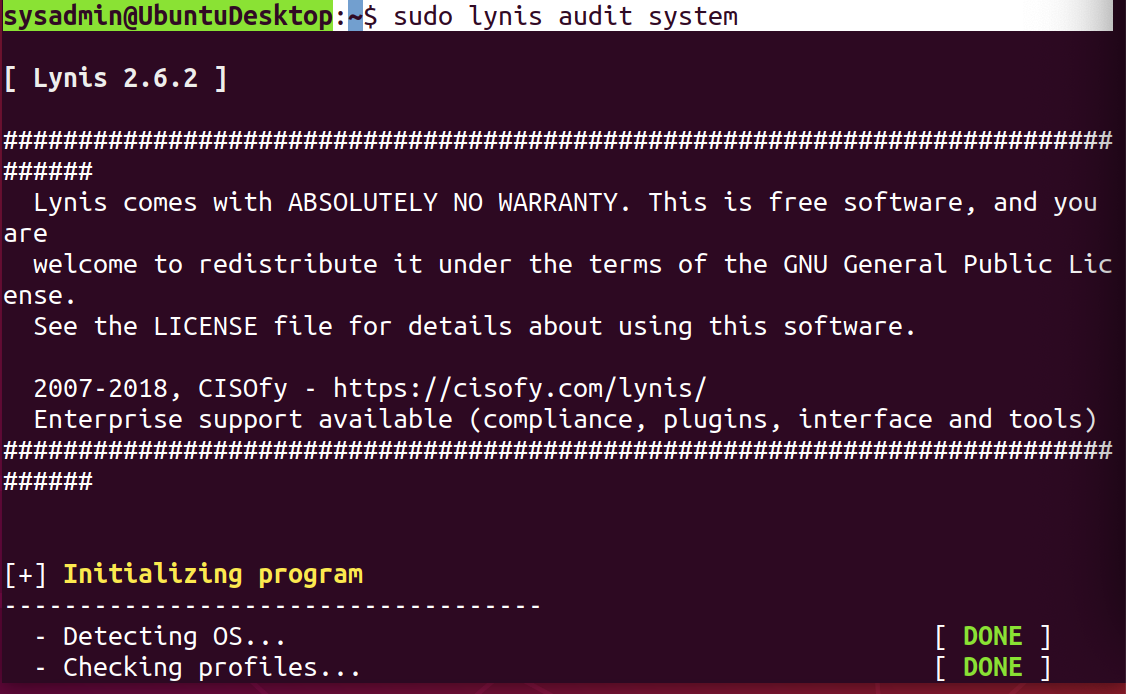 sysadmin@UbuntuDesktop:~$ sudo lynis audit system
[ Lynis 2.6.2 ]
##########################################################################
######
  Lynis comes with ABSOLUTELY NO WARRANTY. This is free software, and you
are
  welcome to redistribute it under the terms of the GNU General Public Lic
ense.
  See the LICENSE file for details about using this software.
  2007-2018, CISOfy - https://cisofy.com/lynis/
  Enterprise support available (compliance, plugins, interface and tools)
##########################################################################
######
[+] Initializing program
------------------------------------
  - Detecting OS...                                           [ DONE ]
  - Checking profiles...                                      [ DONE ]